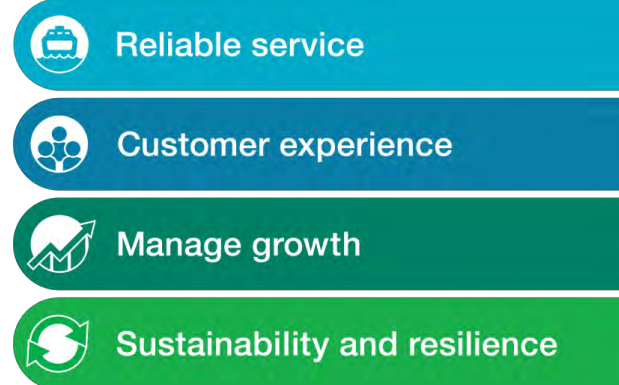 Reliable service
Customer experience
Manage growth
Sustainability and resilience